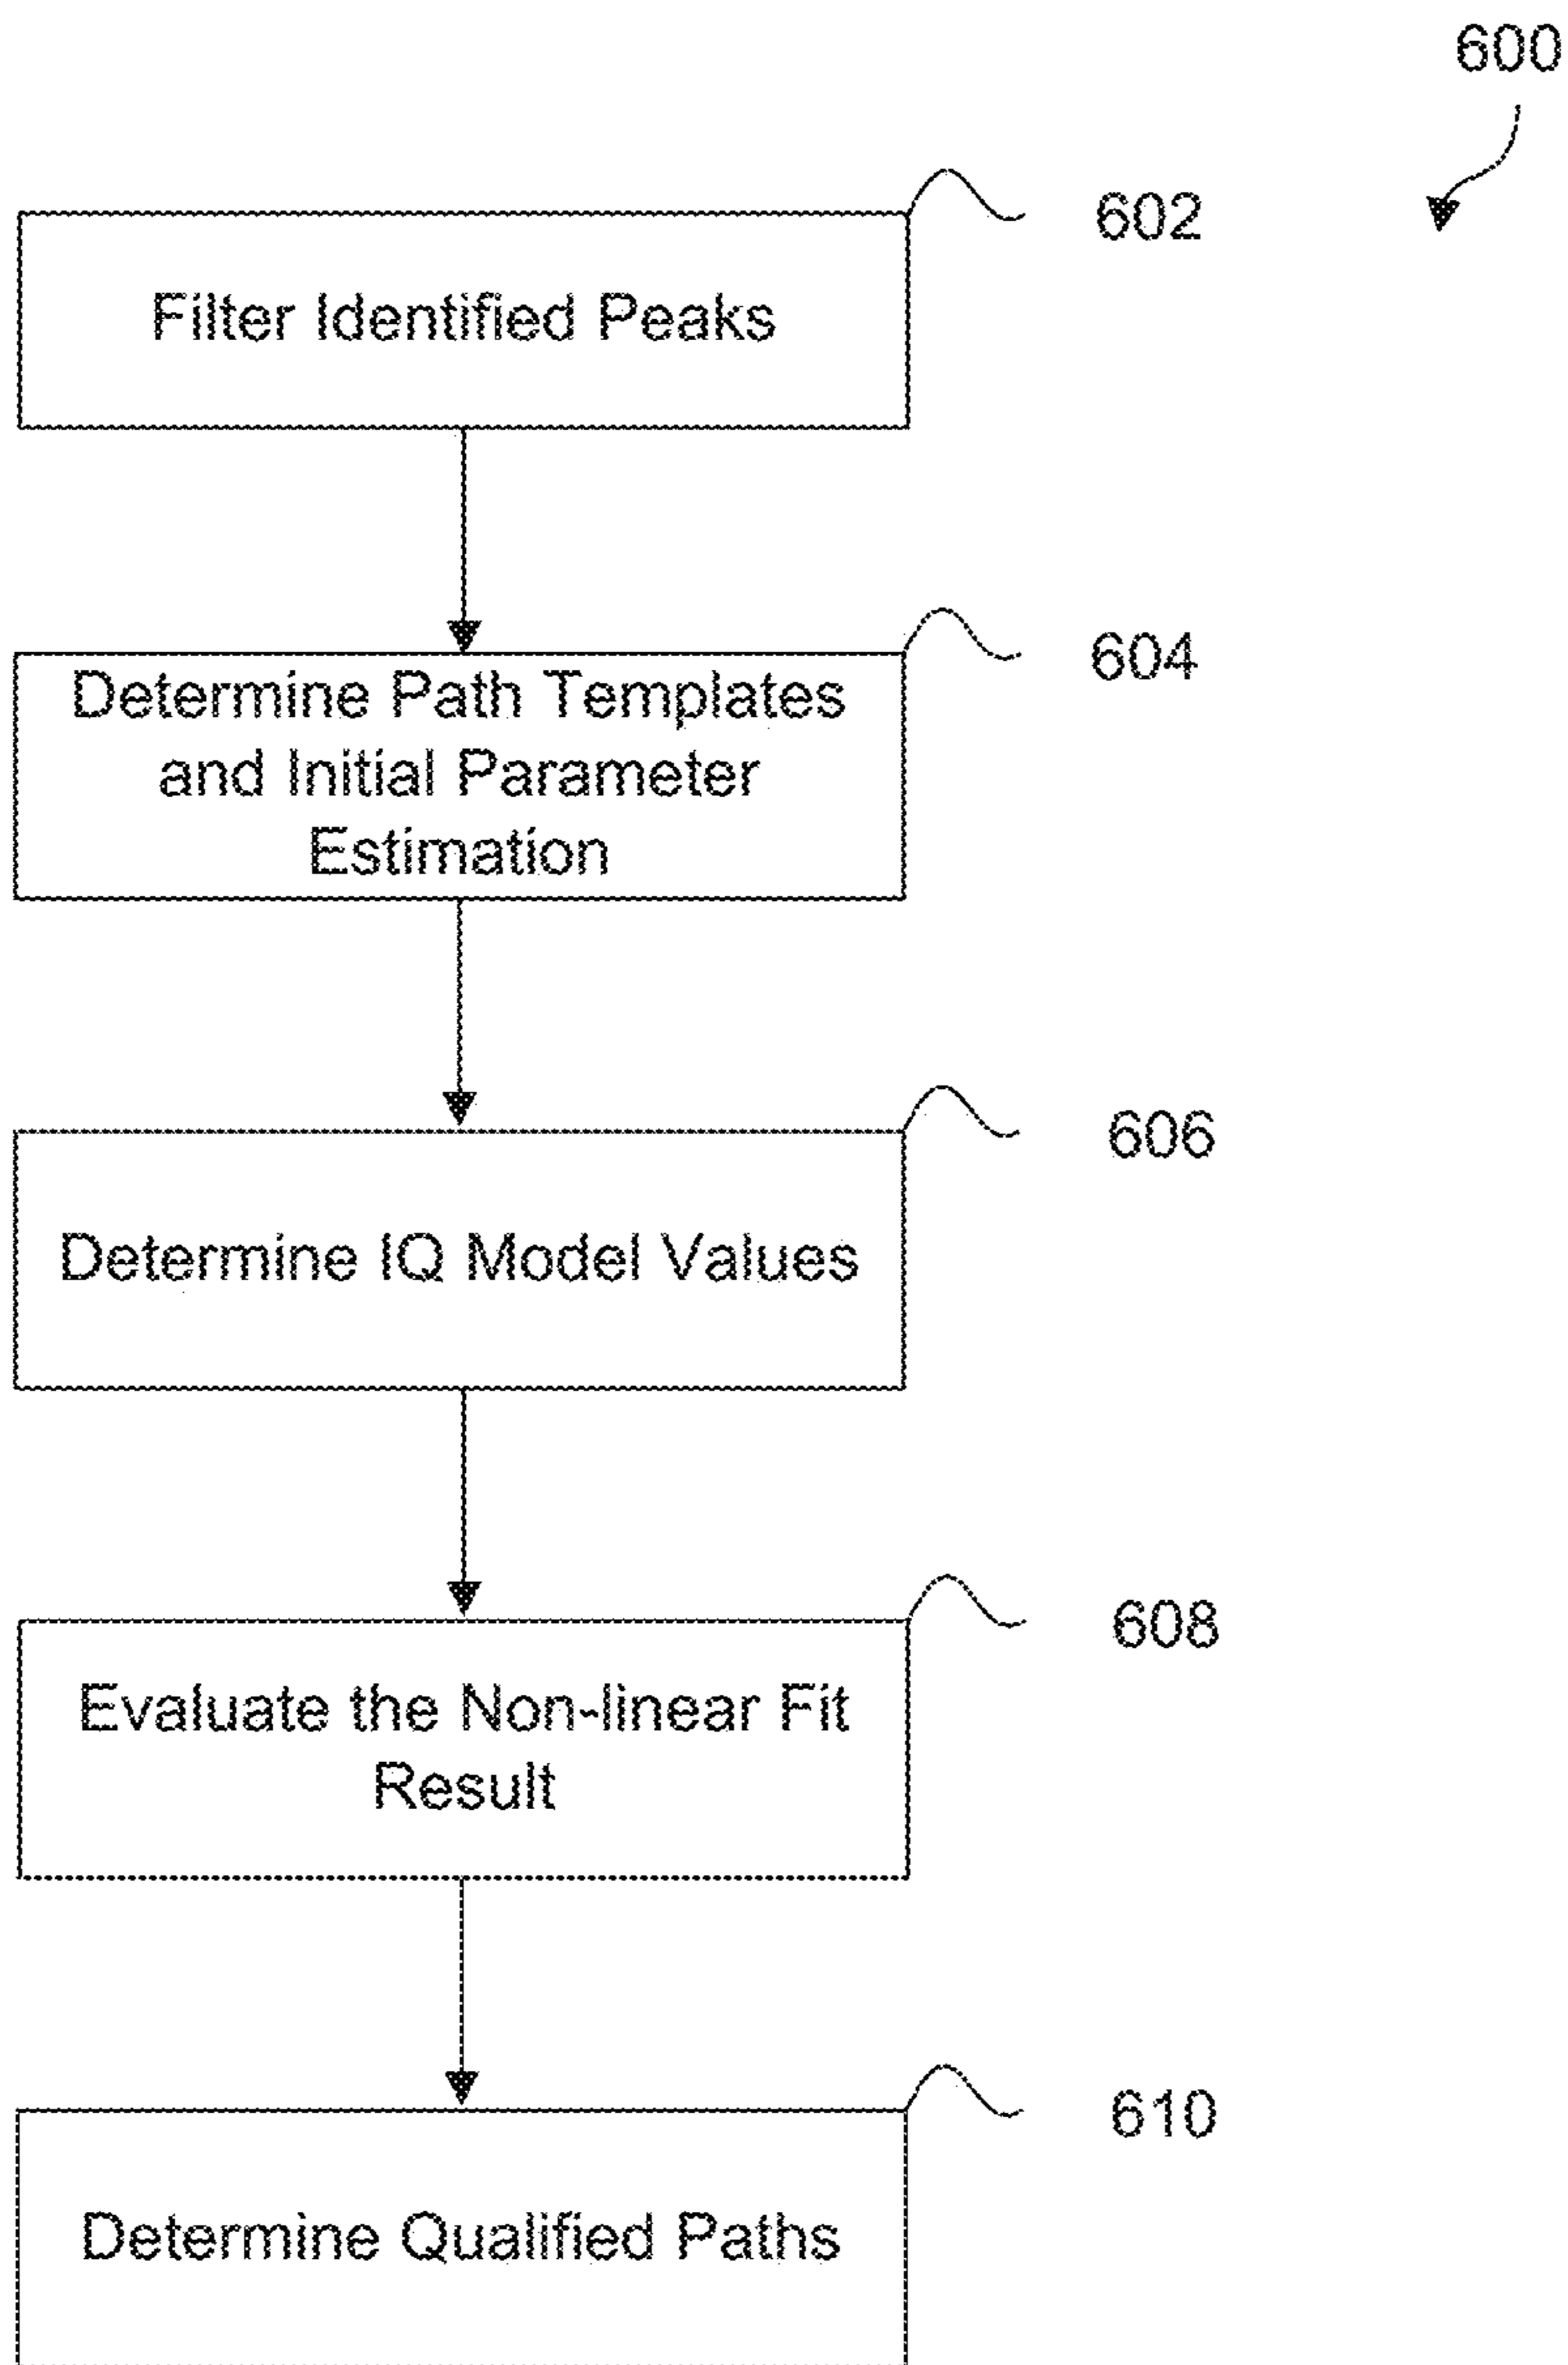 600
602
Filter Identified Peaks
604
Determine Path Templates
and Initial Parameter
Estimation
606
Determine IQ Model Values
608
Evaluate the Non-linear Fit
Result
610
Determine Qualified Paths